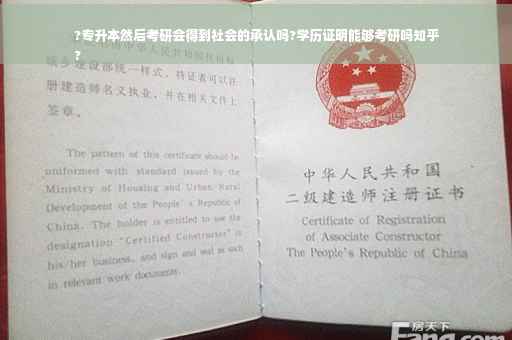 ?专升本然后考研会得到社会的承认吗?学历证明能够考研吗知乎
?
建设部统一样式,持证者可以在
册建造师名义执业,并在相关文件上
签章。
The pattern of this certificate should be
uniformed with standard issued by the
Ministry of Housing and Urban, Rural
Development of the People's Republic of
China. The holder is entitled to use the
designation "Certified Constructor" in
his/her business, and sign and seal as such
in relevant work documents.
中华人民共和国
二级建造师注册证书
Certificate of Registration
of Associate Constructor
The People's Republic of China
房天下
Fang.com